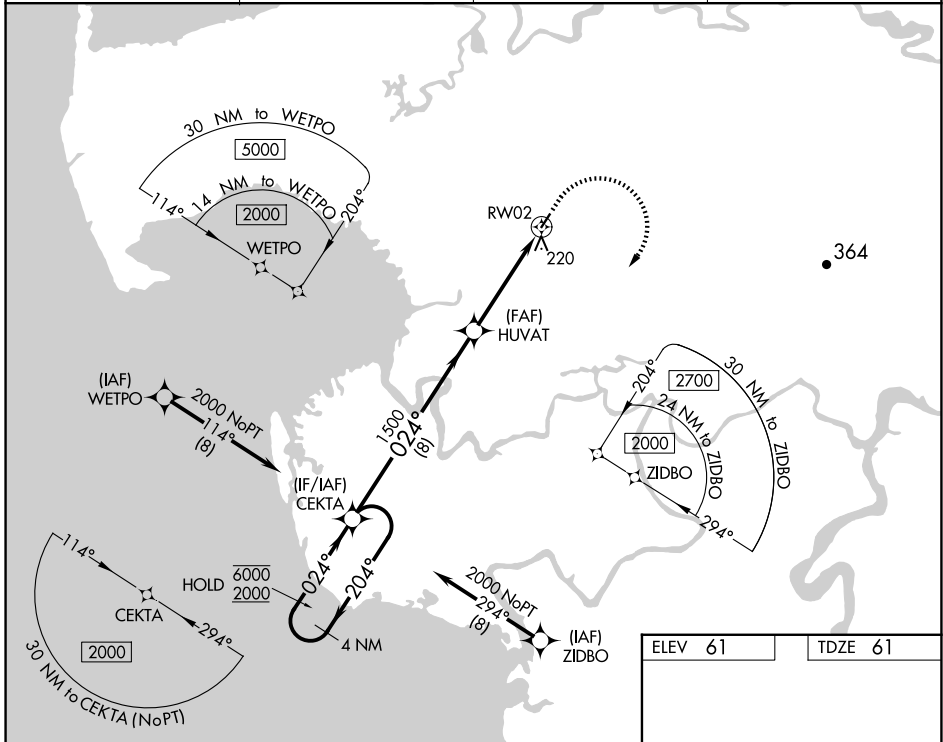 30 NM to WETPO
5000
14 NM to WETPO
2000
114°
204°
WETPO
RW02
220
364
(FAF)
HUVAT
(IAF)
WETPO
2000 NoPT
114°
(8)
1500
024°
(8)
(IF/IAF)
CEKTA
204°
2700
30 NM to ZIDBO
24 NM to ZIDBO
2000
ZIDBO
294°
114°
CEKTA
294°
2000
30 NM to CEKTA (NoPT)
HOLD
6000
2000
024°
204°
4 NM
2000 NoPT
294°
(8)
(IAF)
ZIDBO
ELEV 61
TDZE 61